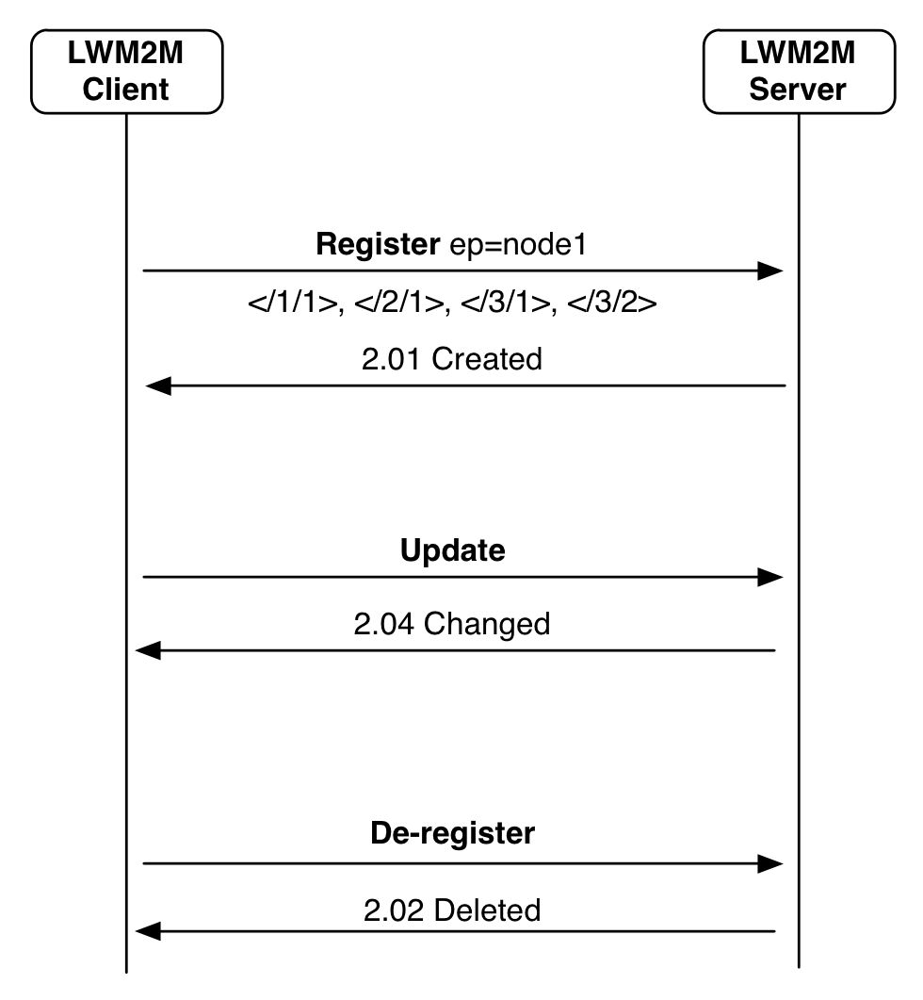 LWM2M
Client
LWM2M
Server
Register ep=node1
</1/1>, </2/1>, </3/1>, </3/2>
2.01 Created
Update
2.04 Changed
De-register
2.02 Deleted